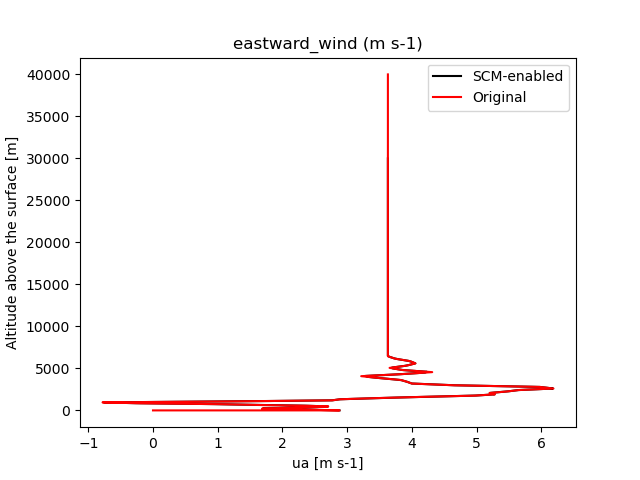 eastward_wind (m s-1)
SCM-enabled
Original
Altitude above the surface [m]
40000
35000
30000
25000
20000
15000
10000
5000
0
−1 0 1 2 3 4 5 6
ua [m s-1]